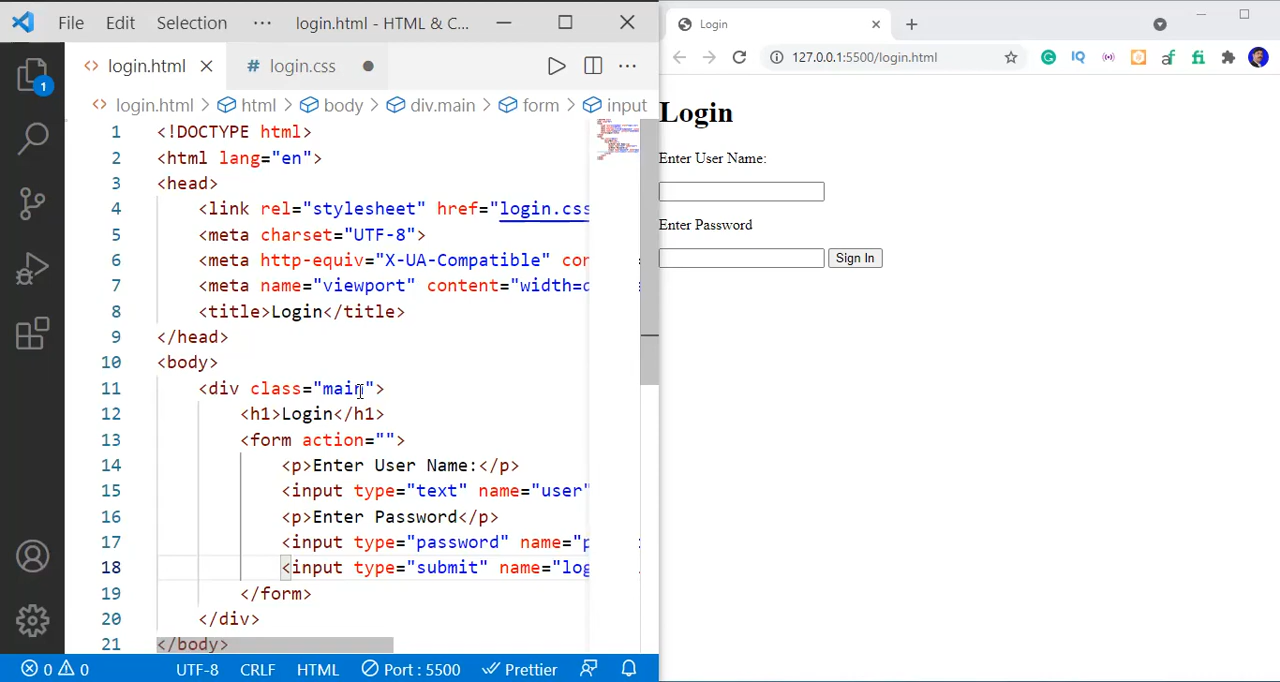 File Edit Selection ··· login.html - HTML & C...
login.html # login.css
login.html > html > body > div.main > form > input
1 <!DOCTYPE html>
2 <html lang="en">
3 <head>
4 <link rel="stylesheet" href="login.css
5 <meta charset="UTF-8">
6 <meta http-equiv="X-UA-Compatible" con
7 <meta name="viewport" content="width=d
8 <title>Login</title>
9 </head>
10 <body>
11 <div class="main">
12 <h1>Login</h1>
13 <form action="">
14 <p>Enter User Name:</p>
15 <input type="text" name="user"
16 <p>Enter Password</p>
17 <input type="password" name="p
18 <input type="submit" name="log
19 </form>
20 </div>
21 </body>
1
0 0 UTF-8 CRLF HTML Port : 5500 Prettier
Login
127.0.0.1:5500/login.html
IQ af fi
Login
Enter User Name:
Enter Password
Sign In